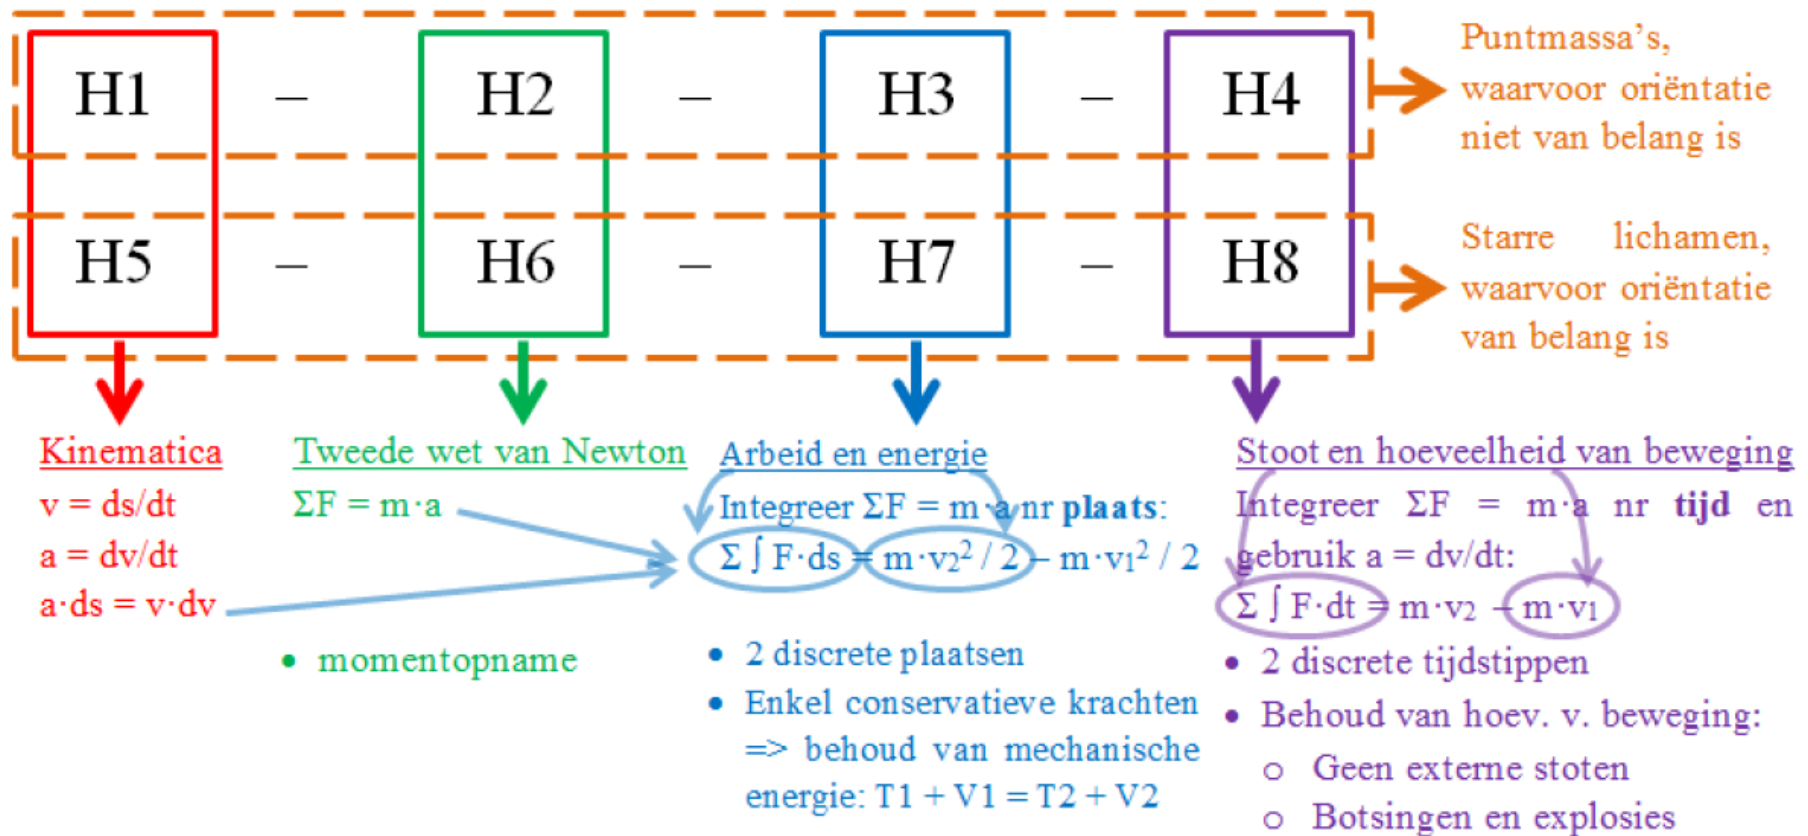 H1 – H2 – H3 – H4
Puntmassa's,
waarvoor oriëntatie
niet van belang is
H5 – H6 – H7 – H8
Starre lichamen,
waarvoor oriëntatie
van belang is
Kinematica
v = ds/dt
a = dv/dt
a·ds = v·dv
Tweede wet van Newton
ΣF = m·a
• momentopname
Arbeid en energie
Integreer ΣF = m·a nr plaats:
Σ ∫ F·ds = m·v₂² / 2 – m·v₁² / 2
• 2 discrete plaatsen
• Enkel conservatieve krachten
=> behoud van mechanische
energie: T1 + V1 = T2 + V2
Stoot en hoeveelheid van beweging
Integreer ΣF = m·a nr tijd en
gebruik a = dv/dt:
Σ ∫ F·dt = m·v₂ – m·v₁
• 2 discrete tijdstippen
• Behoud van hoev. v. beweging:
o Geen externe stoten
o Botsingen en explosies